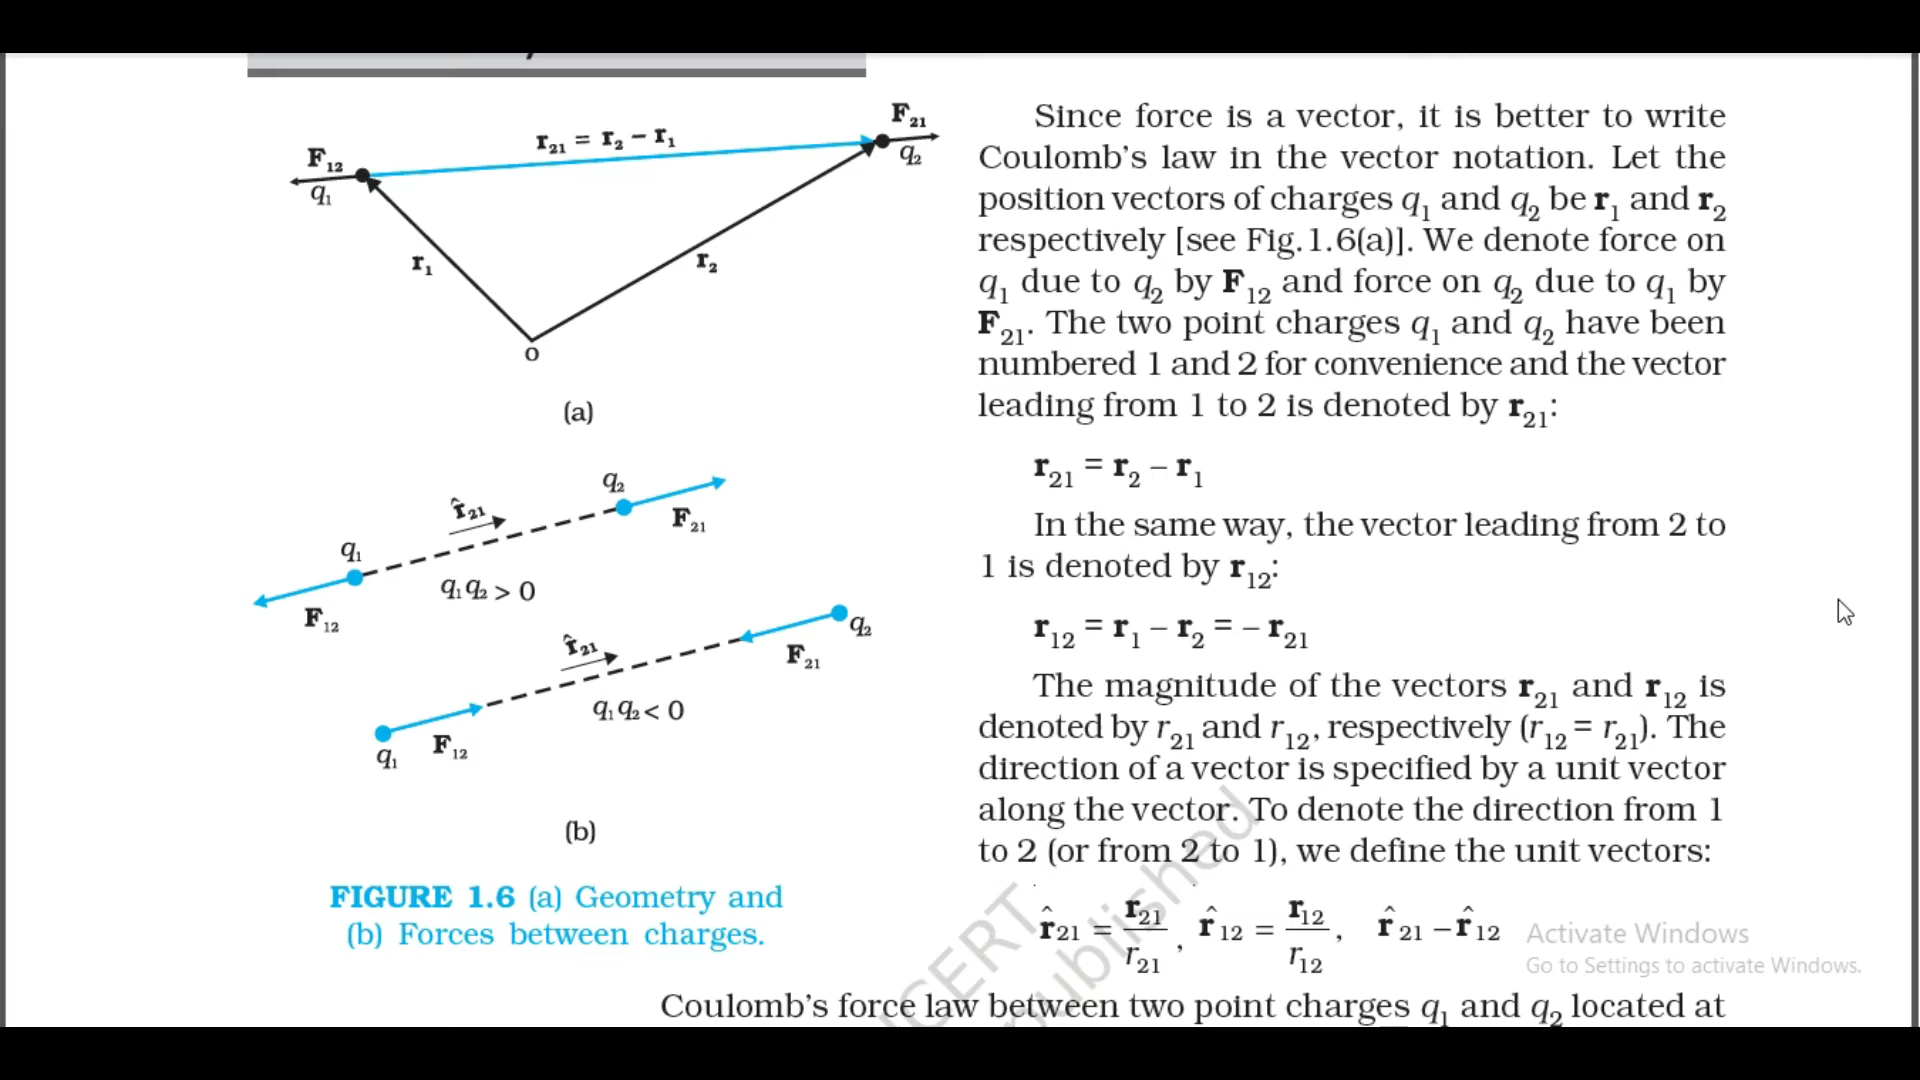 F₂₁
r₂₁ = r₂ – r₁
F₁₂
q₂
q₁
r₁
r₂
O
(a)
q₂
r̂₂₁
F₂₁
q₁
q₁q₂ > 0
F₁₂
q₂
r̂₂₁
F₂₁
q₁q₂ < 0
F₁₂
q₁
(b)
FIGURE 1.6 (a) Geometry and
(b) Forces between charges.
Since force is a vector, it is better to write
Coulomb’s law in the vector notation. Let the
position vectors of charges q₁ and q₂ be r₁ and r₂
respectively [see Fig.1.6(a)]. We denote force on
q₁ due to q₂ by F₁₂ and force on q₂ due to q₁ by
F₂₁. The two point charges q₁ and q₂ have been
numbered 1 and 2 for convenience and the vector
leading from 1 to 2 is denoted by r₂₁:
r₂₁ = r₂ – r₁
In the same way, the vector leading from 2 to
1 is denoted by r₁₂:
r₁₂ = r₁ – r₂ = – r₂₁
The magnitude of the vectors r₂₁ and r₁₂ is
denoted by r₂₁ and r₁₂, respectively (r₁₂ = r₂₁). The
direction of a vector is specified by a unit vector
along the vector. To denote the direction from 1
to 2 (or from 2 to 1), we define the unit vectors:
r̂₂₁ = r₂₁/r₂₁, r̂₁₂ = r₁₂/r₁₂, r̂₂₁ – r̂₁₂
Coulomb’s force law between two point charges q₁ and q₂ located at
Activate Windows
Go to Settings to activate Windows.